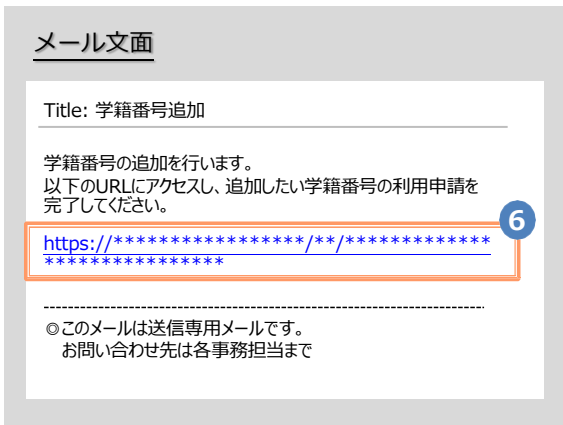 メール文面
Title: 学籍番号追加
学籍番号の追加を行います。
以下のURLにアクセスし、追加したい学籍番号の利用申請を
完了してください。
6
https://*****************/**/*************
****************
◎このメールは送信専用メールです。
お問い合わせ先は各事務担当まで